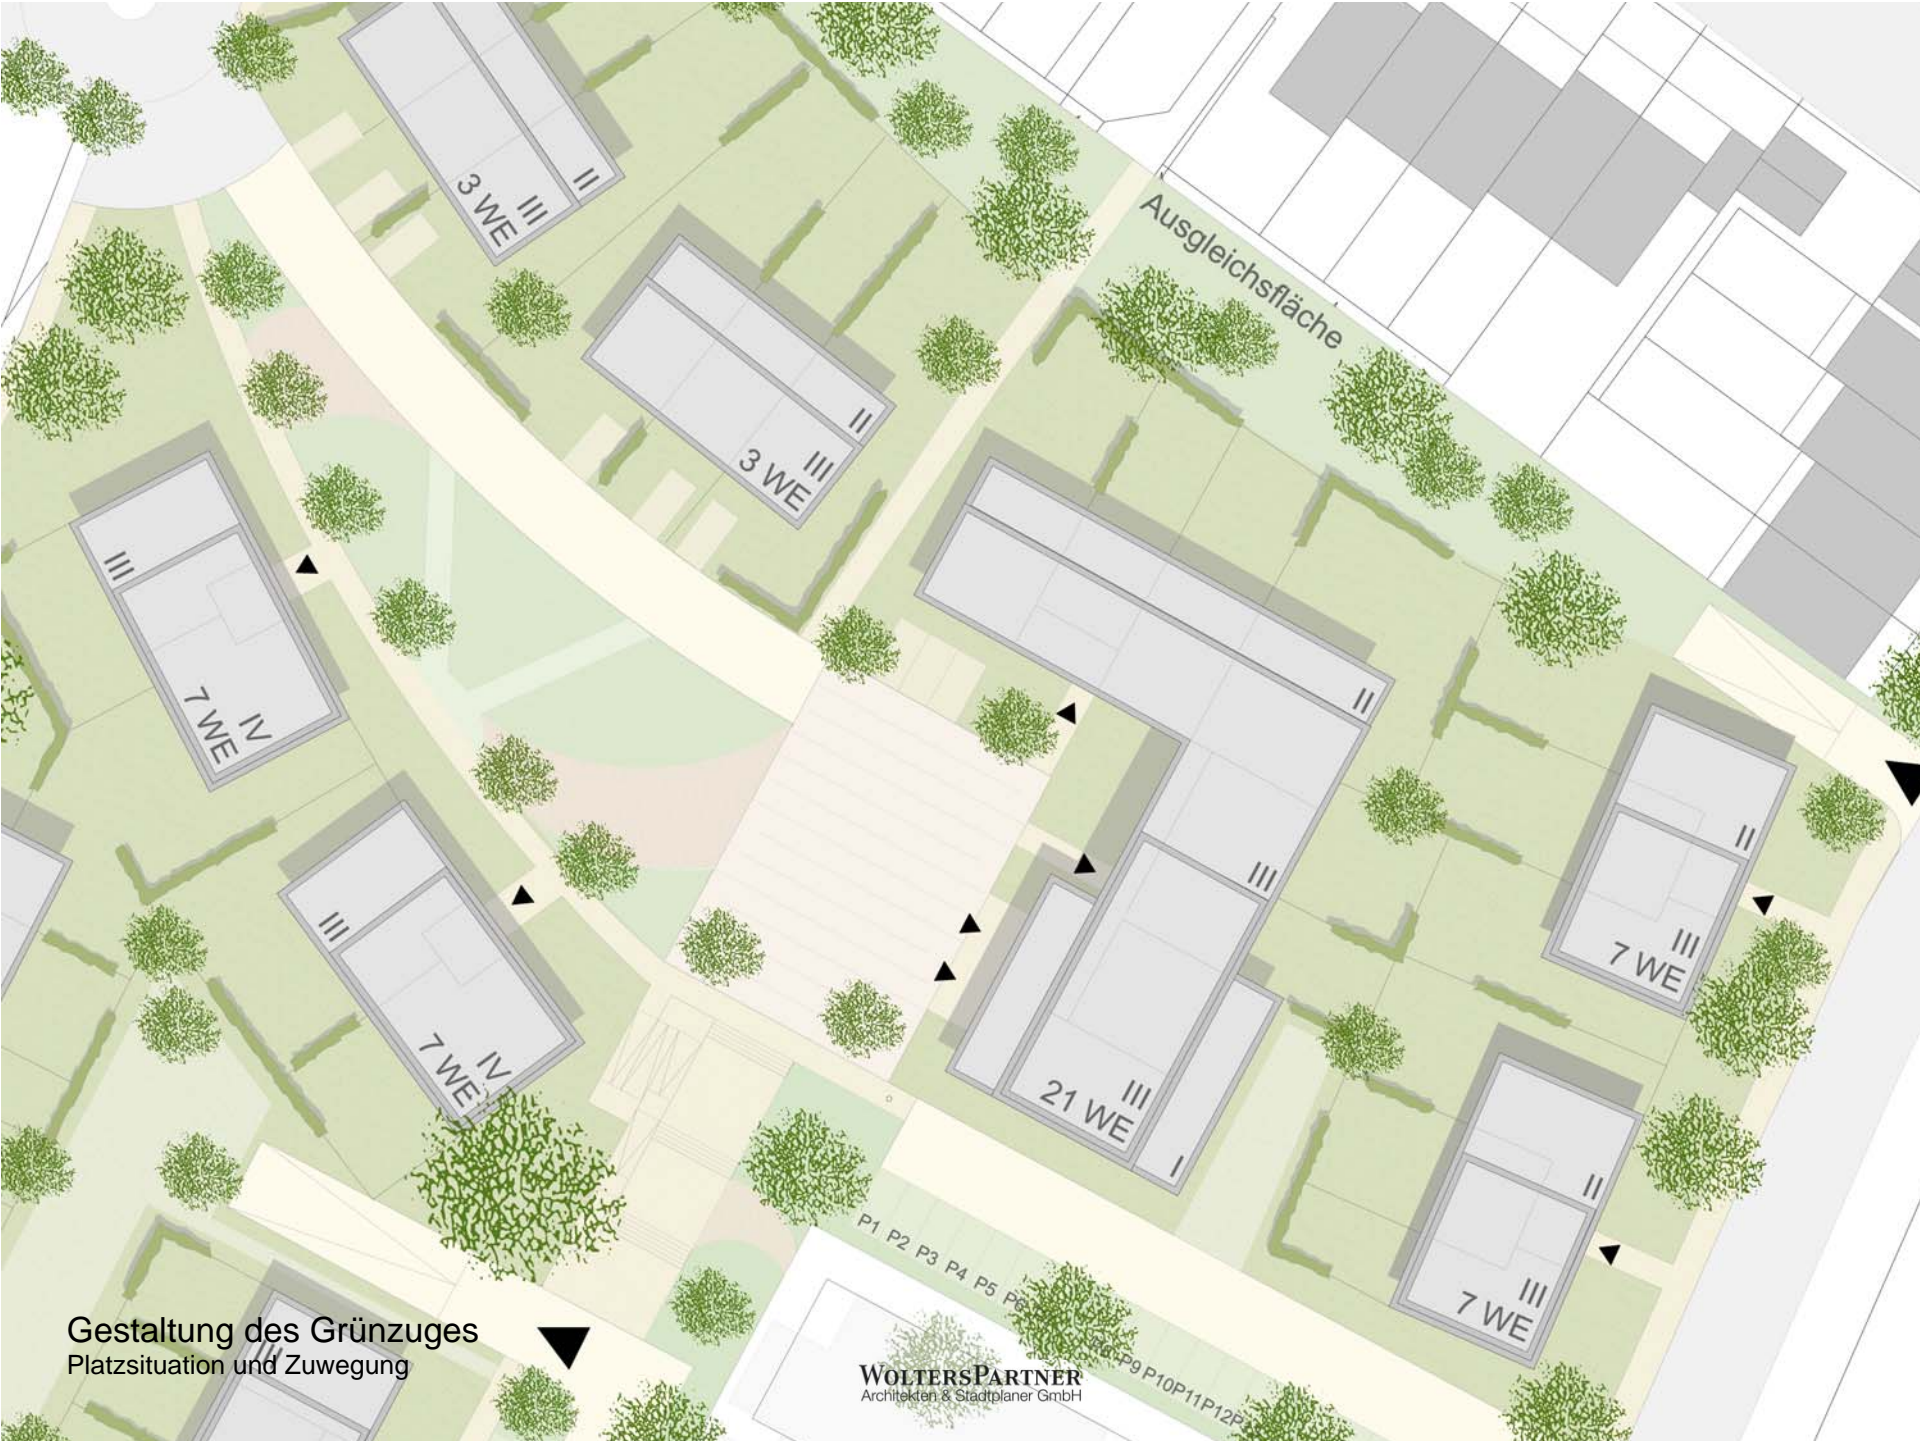 II
III
3 WE
Ausgleichsfläche
II
III
3 WE
III
IV
7 WE
II
III
III
21 WE
I
II
III
7 WE
III
IV
7 WE
II
III
7 WE
P1 P2 P3 P4 P5 P6
P9 P10 P11 P12
III
Gestaltung des Grünzuges
Platzsituation und Zuwegung
WOLTERSPARTNER
Architekten & Stadtplaner GmbH